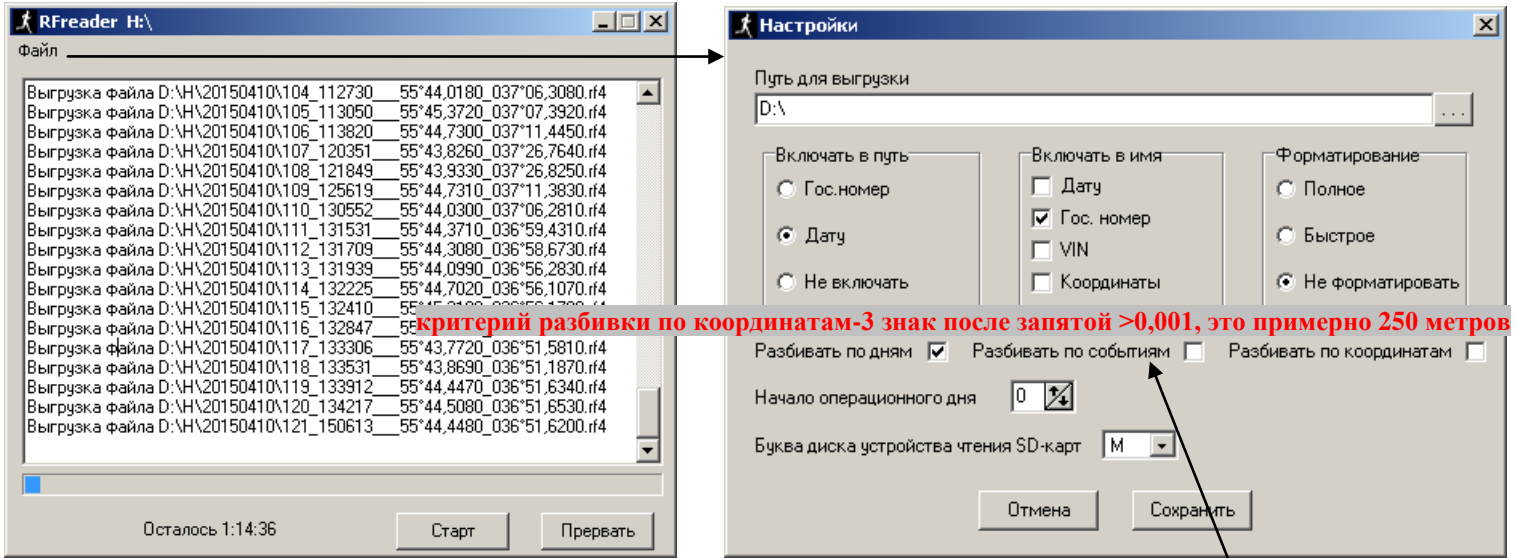 RFreader H:\
Файл
Выгрузка файла D:\H\20150410\104_112730___55°44,0180_037°06,3080.rf4
Выгрузка файла D:\H\20150410\105_113050___55°45,3720_037°07,3920.rf4
Выгрузка файла D:\H\20150410\106_113820___55°44,7300_037°11,4450.rf4
Выгрузка файла D:\H\20150410\107_120351___55°43,8260_037°26,7640.rf4
Выгрузка файла D:\H\20150410\108_121849___55°43,9330_037°26,8250.rf4
Выгрузка файла D:\H\20150410\109_125619___55°44,7310_037°11,3830.rf4
Выгрузка файла D:\H\20150410\110_130552___55°44,0300_037°06,2810.rf4
Выгрузка файла D:\H\20150410\111_131531___55°44,3710_036°59,4310.rf4
Выгрузка файла D:\H\20150410\112_131709___55°44,3080_036°58,6730.rf4
Выгрузка файла D:\H\20150410\113_131939___55°44,0990_036°56,2830.rf4
Выгрузка файла D:\H\20150410\114_132225___55°44,7020_036°56,1070.rf4
Выгрузка файла D:\H\20150410\115_132410
Выгрузка файла D:\H\20150410\116_132847
Выгрузка файла D:\H\20150410\117_133306___55°43,7720_036°51,5810.rf4
Выгрузка файла D:\H\20150410\118_133531___55°43,8690_036°51,1870.rf4
Выгрузка файла D:\H\20150410\119_133912___55°44,4470_036°51,6340.rf4
Выгрузка файла D:\H\20150410\120_134217___55°44,5080_036°51,6530.rf4
Выгрузка файла D:\H\20150410\121_150613___55°44,4480_036°51,6200.rf4
Осталось 1:14:36
Старт
Прервать
Настройки
Путь для выгрузки
D:\
...
Включать в путь
Гос.номер
Дату
Не включать
Включать в имя
Дату
Гос. номер
VIN
Координаты
Форматирование
Полное
Быстрое
Не форматировать
критерий разбивки по координатам-3 знак после запятой >0,001, это примерно 250 метров
Разбивать по дням
Разбивать по событиям
Разбивать по координатам
Начало операционного дня
0
Буква диска устройства чтения SD-карт
M
Отмена
Сохранить